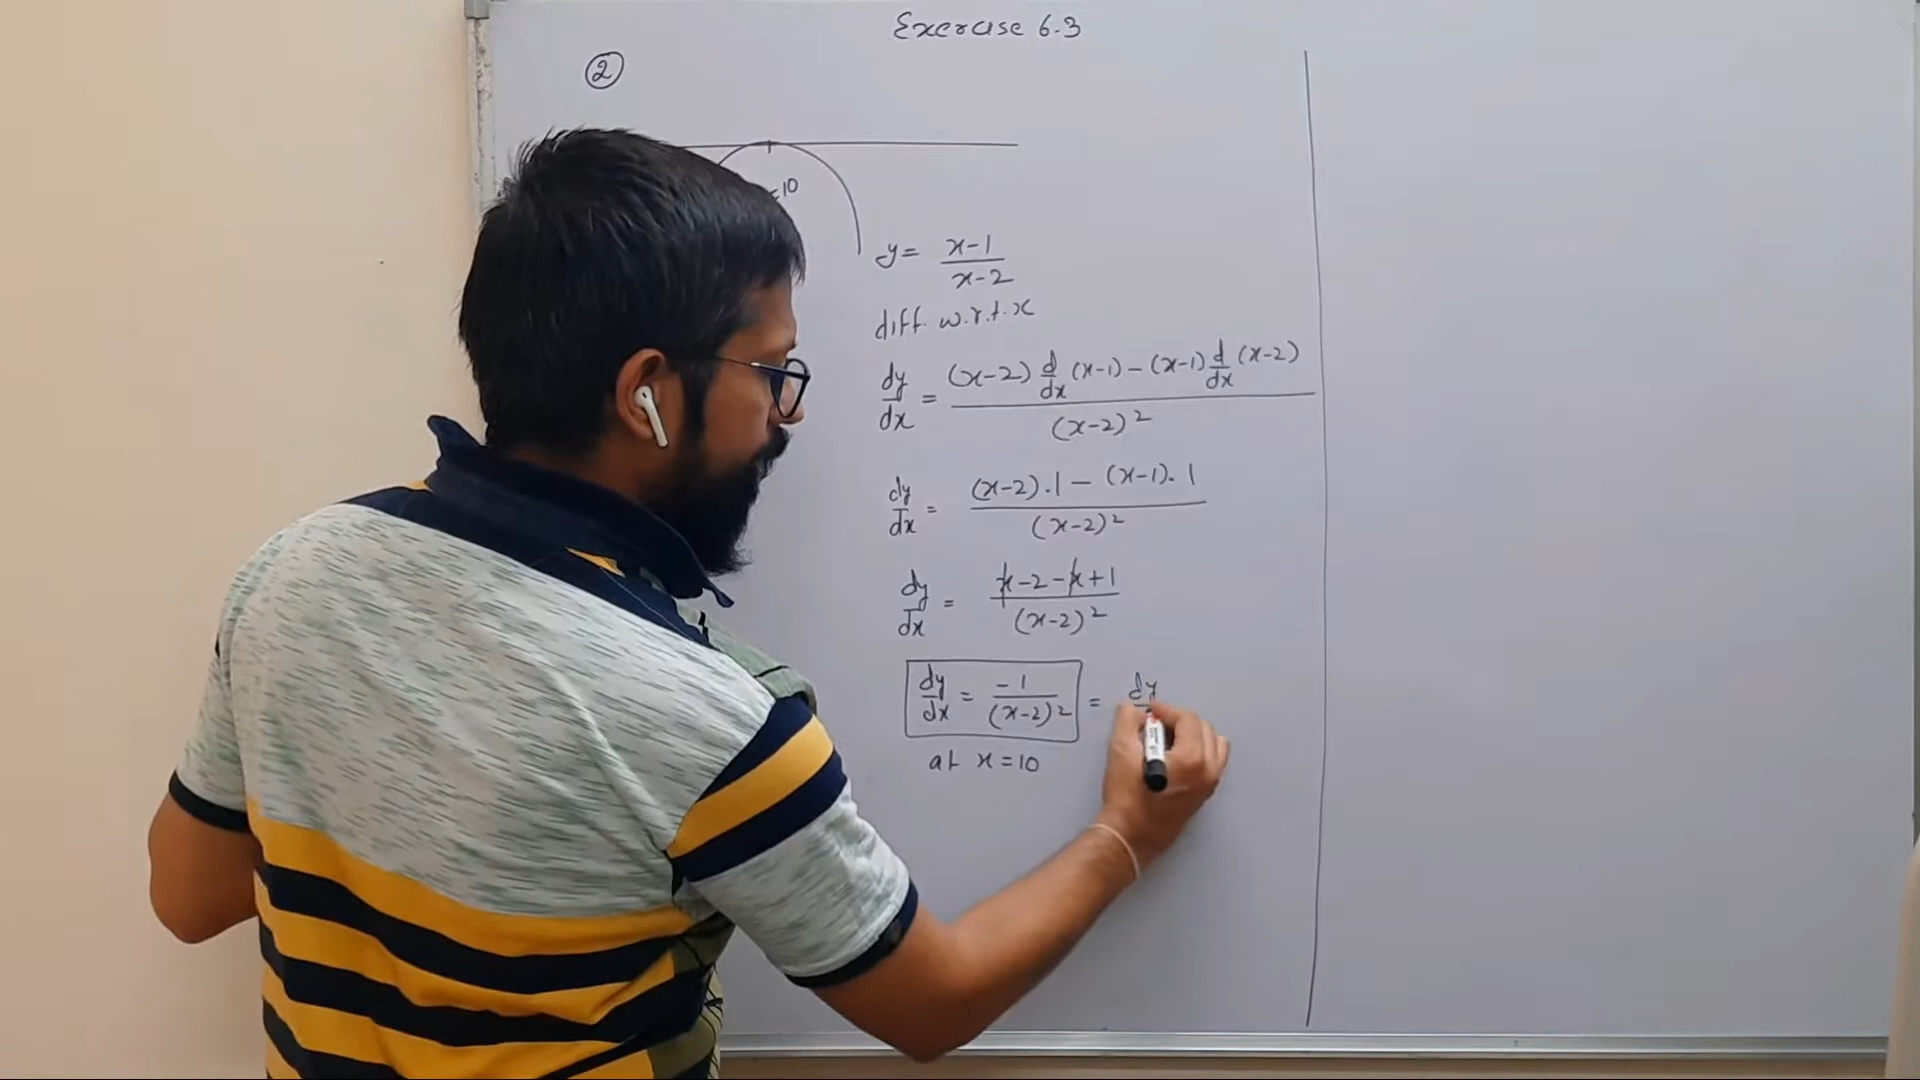 Exercise 6.3
②
=10
y = x-1 / x-2
diff. w.r.t. x
dy/dx = (x-2) d/dx (x-1) - (x-1) d/dx (x-2) / (x-2)²
dy/dx = (x-2).1 - (x-1).1 / (x-2)²
dy/dx = x-2-x+1 / (x-2)²
dy/dx = -1 / (x-2)² = dy
at x=10